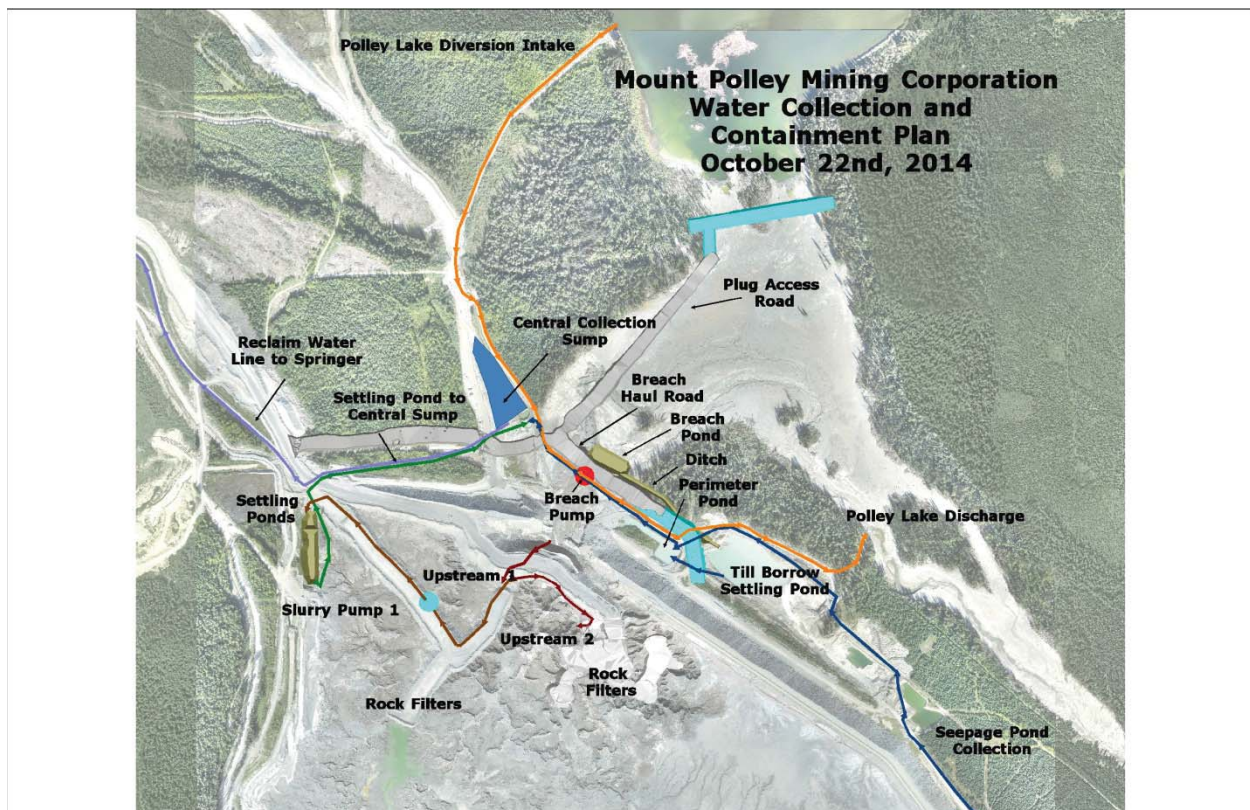 Polley Lake Diversion Intake
Mount Polley Mining Corporation
Water Collection and
Containment Plan
October 22nd, 2014
Plug Access
Road
Central Collection
Sump
Reclaim Water
Line to Springer
Settling Pond to
Central Sump
Breach
Haul Road
Breach
Pond
Ditch
Perimeter
Pond
Breach
Pump
Settling
Ponds
Polley Lake Discharge
Till Borrow
Settling Pond
Upstream 1
Slurry Pump 1
Upstream 2
Rock
Filters
Rock Filters
Seepage Pond
Collection